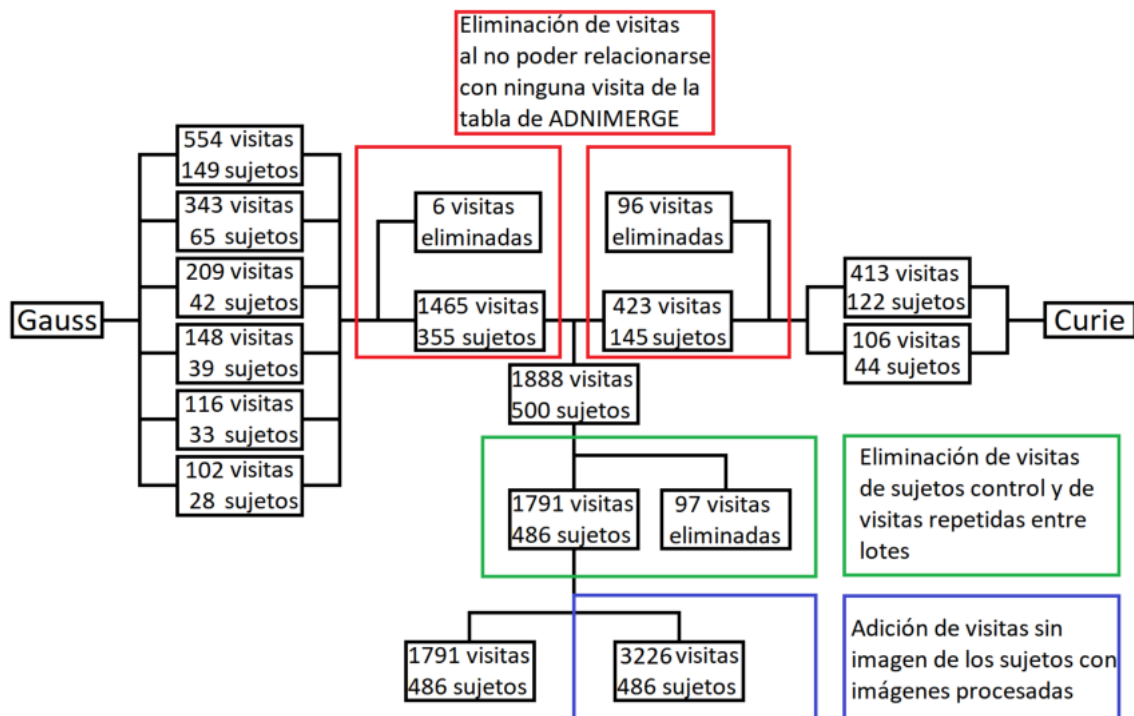 Eliminación de visitas
al no poder relacionarse
con ninguna visita de la
tabla de ADNIMERGE
Gauss
554 visitas
149 sujetos
343 visitas
65 sujetos
209 visitas
42 sujetos
148 visitas
39 sujetos
116 visitas
33 sujetos
102 visitas
28 sujetos
6 visitas
eliminadas
1465 visitas
355 sujetos
96 visitas
eliminadas
423 visitas
145 sujetos
413 visitas
122 sujetos
106 visitas
44 sujetos
Curie
1888 visitas
500 sujetos
1791 visitas
486 sujetos
97 visitas
eliminadas
Eliminación de visitas
de sujetos control y de
visitas repetidas entre
lotes
1791 visitas
486 sujetos
3226 visitas
486 sujetos
Adición de visitas sin
imagen de los sujetos con
imágenes procesadas